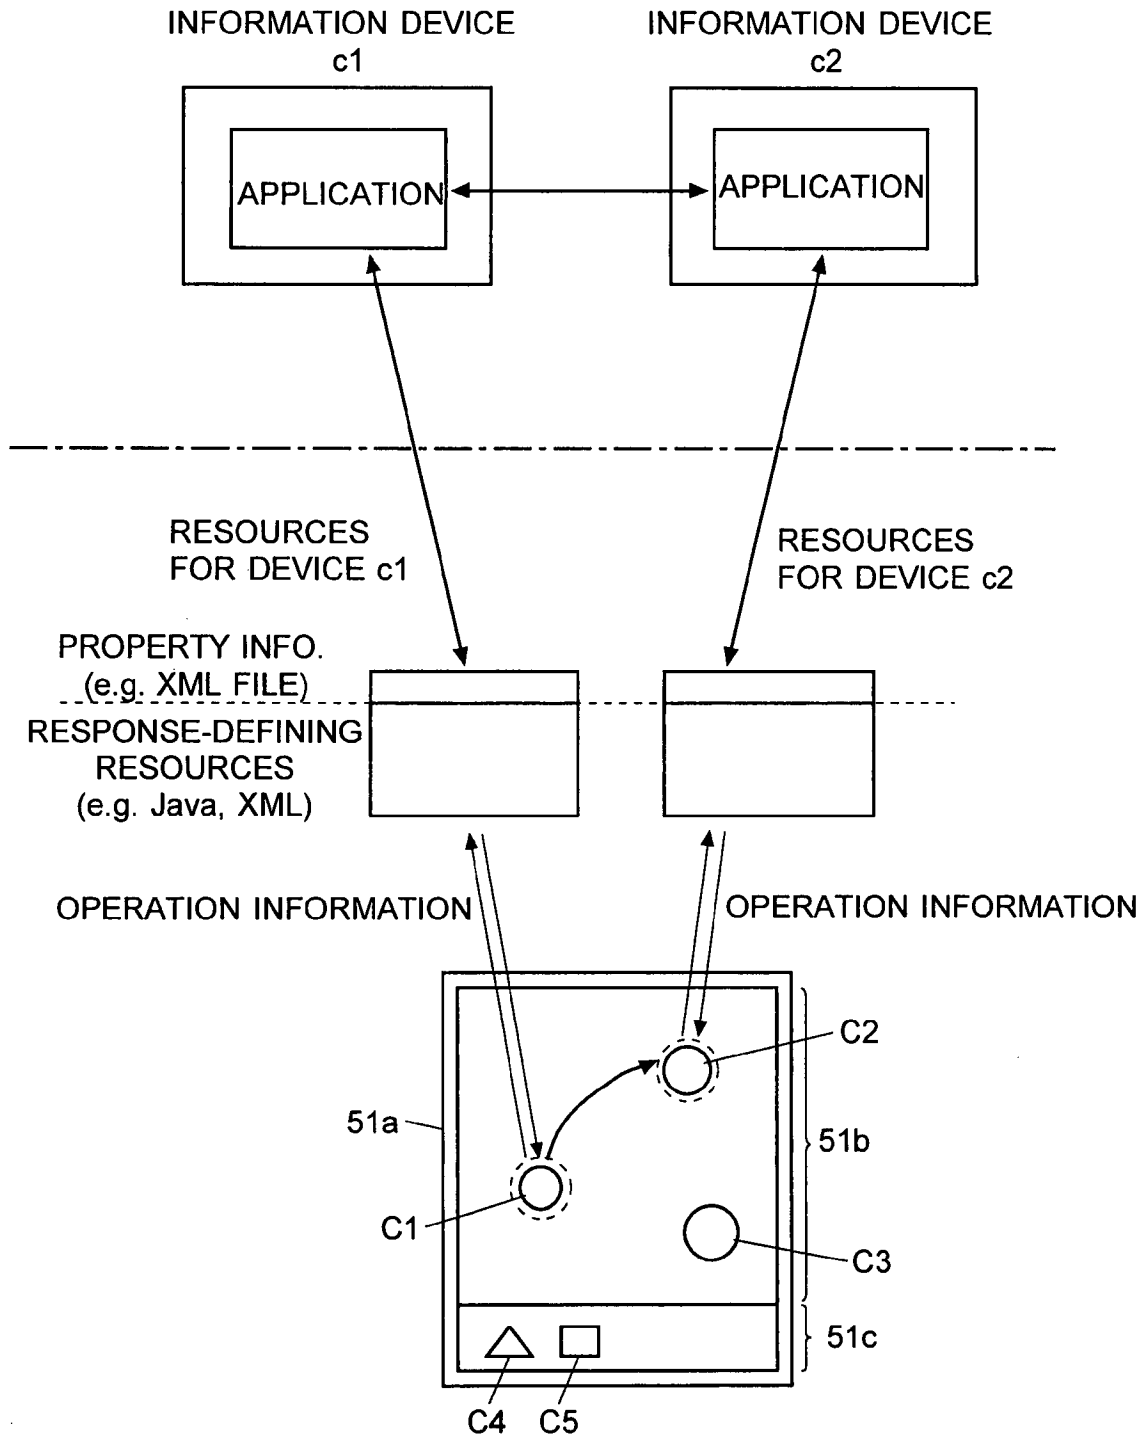 INFORMATION DEVICE
c1
INFORMATION DEVICE
c2
APPLICATION
APPLICATION
RESOURCES
FOR DEVICE c1
RESOURCES
FOR DEVICE c2
PROPERTY INFO.
(e.g. XML FILE)
RESPONSE-DEFINING
RESOURCES
(e.g. Java, XML)
OPERATION INFORMATION
OPERATION INFORMATION
C2
51a
51b
C1
C3
51c
C4
C5